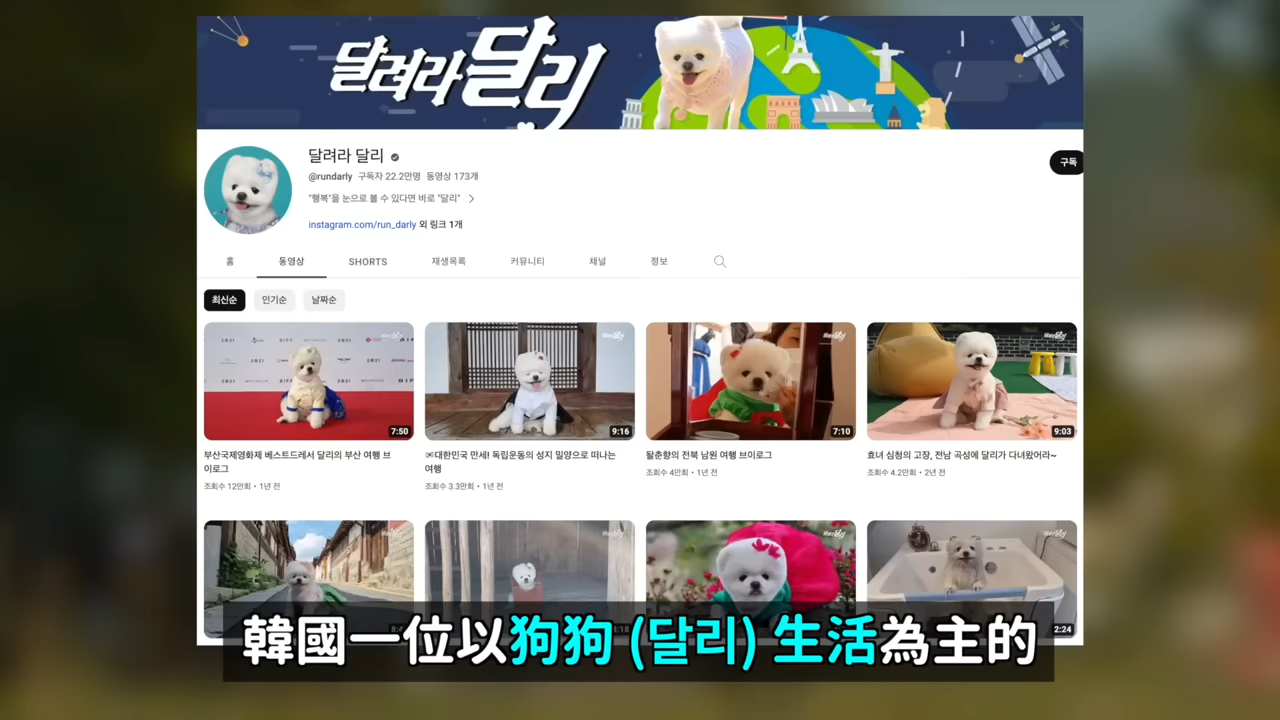 달려라 달리
달려라 달리
@rundarly 구독자 22.2만명 동영상 173개
"행복"을 눈으로 볼 수 있다면 바로 "달리"
instagram.com/run_darly 외 링크 1개
구독
홈 동영상 SHORTS 재생목록 커뮤니티 채널 정보
최신순 인기순 날짜순
7:50
9:16
7:10
9:03
부산국제영화제 베스트드레서 달리의 부산 여행 브
이로그
조회수 12만회 • 1년 전
대한민국 만세! 독립운동의 성지 밀양으로 떠나는
여행
조회수 3.3만회 • 1년 전
왈춘향의 전북 남원 여행 브이로그
조회수 4만회 • 1년 전
효녀 심청의 고장, 전남 곡성에 달리가 다녀왔어라~
조회수 4.2만회 • 2년 전
2:24
韓國一位以狗狗 (달리) 生活為主的